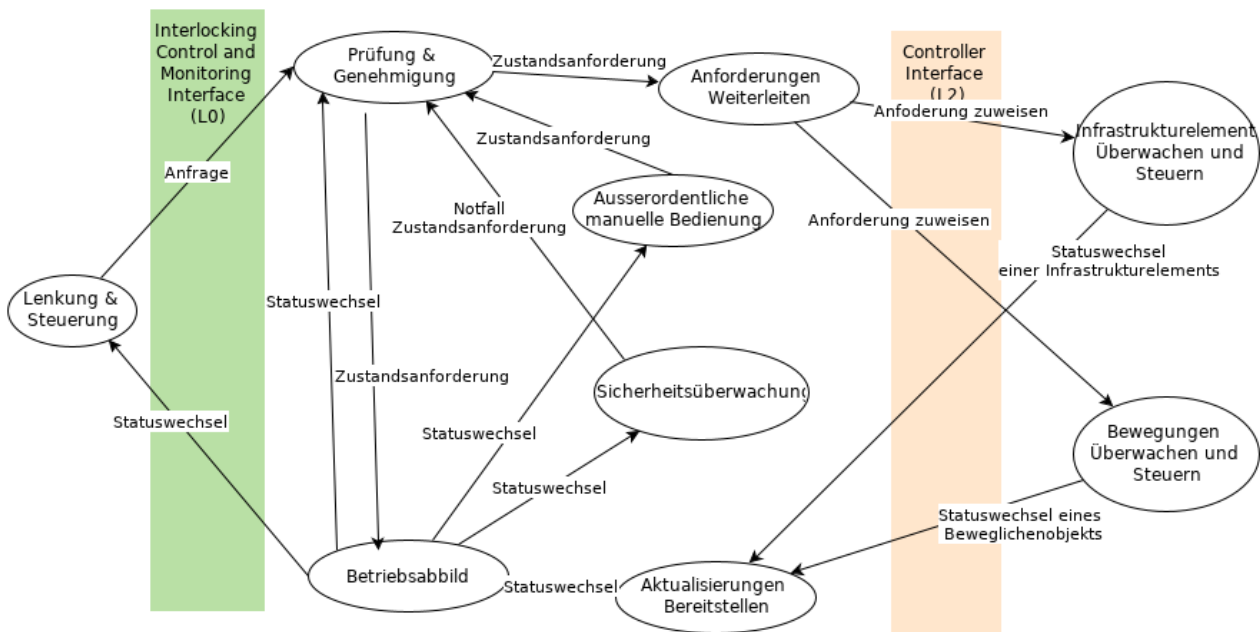 Interlocking
Control and
Monitoring
Interface
(L0)
Prüfung &
Genehmigung
Zustandsanforderung
Anforderungen
Weiterleiten
Controller
Interface
(L2)
Anfoderung zuweisen
Infrastrukturelement
Überwachen und
Steuern
Zustandsanforderung
Anfrage
Ausserordentliche
manuelle Bedienung
Notfall
Zustandsanforderung
Anforderung zuweisen
Statuswechsel
einer Infrastrukturelements
Lenkung &
Steuerung
Statuswechsel
Zustandsanforderung
Sicherheitsüberwachung
Statuswechsel
Statuswechsel
Bewegungen
Überwachen und
Steuern
Statuswechsel
Statuswechsel eines
Beweglichenobjekts
Betriebsabbild
Statuswechsel
Aktualisierungen
Bereitstellen